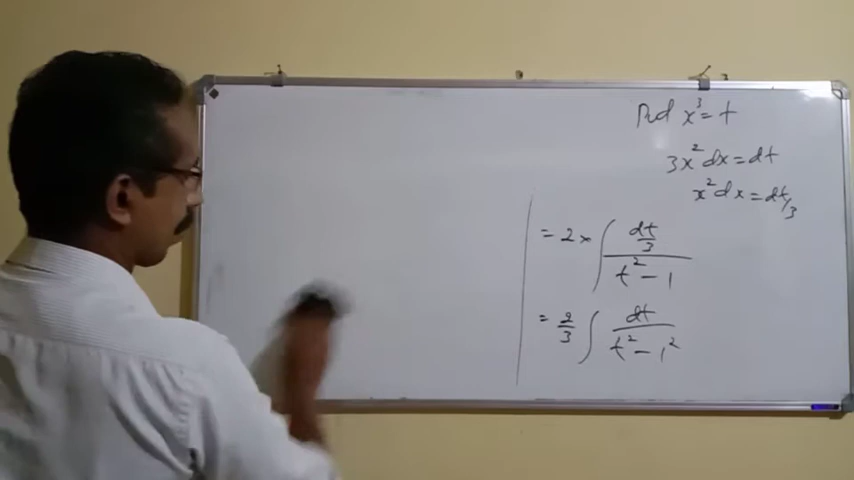 Put x³ = t
3x² dx = dt
x² dx = dt/3
= 2 × ∫ (dt/3)/(t² − 1)
= 2/3 ∫ dt/(t² − 1²)